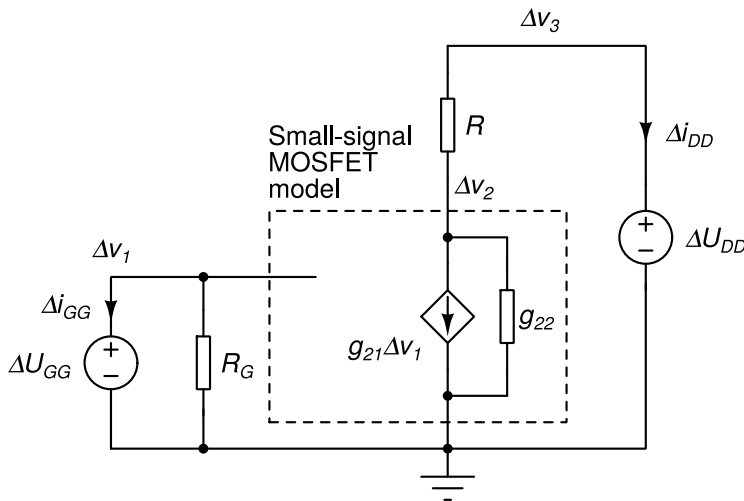 Δv3
R
Small-signal
MOSFET
model
ΔiDD
Δv2
Δv1
ΔUDD
+
−
ΔiGG
g21Δv1
g22
ΔUGG
+
−
RG